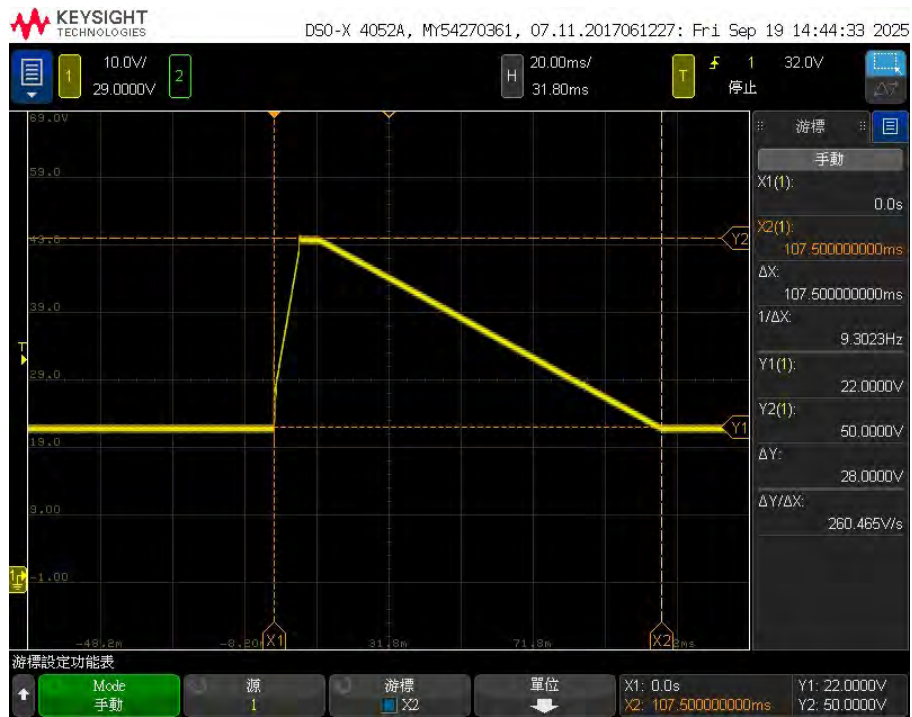 KEYSIGHT
TECHNOLOGIES
DSO-X 4052A, MY54270361, 07.11.2017061227: Fri Sep 19 14:44:33 2025
1
10.0V/
29.0000V
2
H
20.00ms/
31.80ms
T
1
32.0V
停止
69.0V
59.0
39.0
29.0
19.0
9.00
-1.00
T
Y2
Y1
-48.2m
-8.20
X1
31.8m
71.8m
X2
游標
手動
X1(1):
0.0s
X2(1):
107.500000000ms
ΔX:
107.500000000ms
1/ΔX:
9.3023Hz
Y1(1):
22.0000V
Y2(1):
50.0000V
ΔY:
28.0000V
ΔY/ΔX:
260.465V/s
游標設定功能表
Mode
手動
源
1
游標
X2
單位
X1: 0.0s
X2: 107.500000000ms
Y1: 22.0000V
Y2: 50.0000V